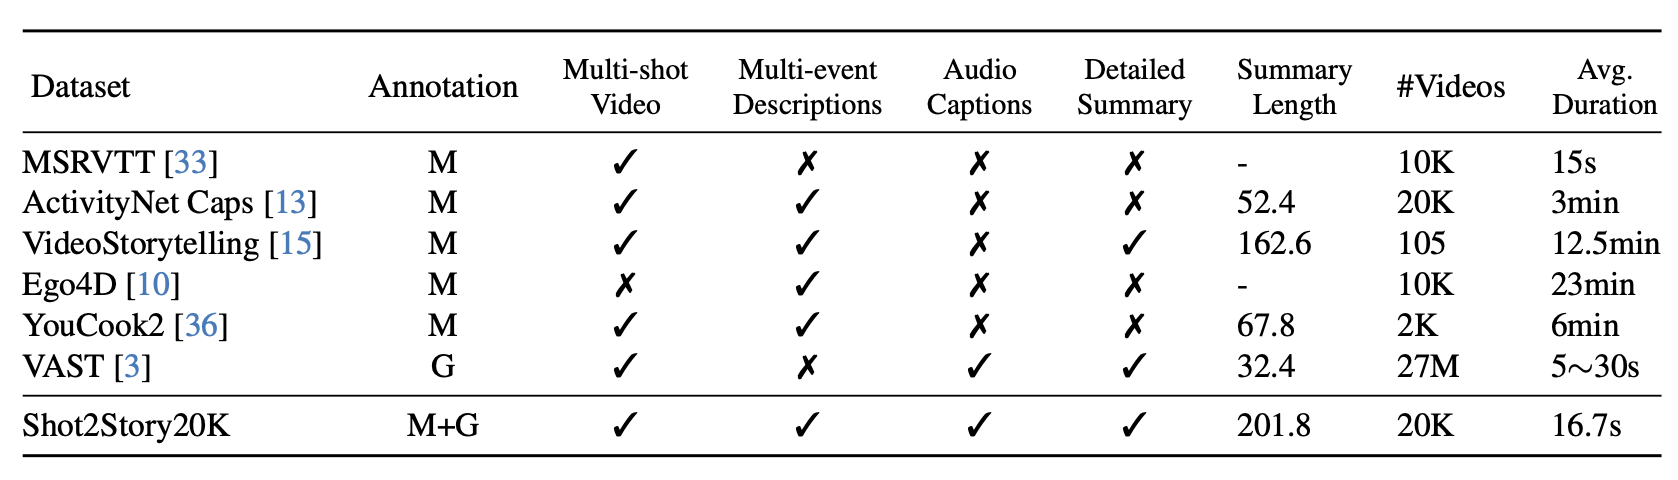 Dataset Annotation Multi-shot Video Multi-event Descriptions Audio Captions Detailed Summary Summary Length #Videos Avg. Duration
MSRVTT [33] M ✓ ✗ ✗ ✗ - 10K 15s
ActivityNet Caps [13] M ✓ ✓ ✗ ✗ 52.4 20K 3min
VideoStorytelling [15] M ✓ ✓ ✗ ✓ 162.6 105 12.5min
Ego4D [10] M ✗ ✓ ✗ ✗ - 10K 23min
YouCook2 [36] M ✓ ✓ ✗ ✗ 67.8 2K 6min
VAST [3] G ✓ ✗ ✓ ✓ 32.4 27M 5~30s
Shot2Story20K M+G ✓ ✓ ✓ ✓ 201.8 20K 16.7s